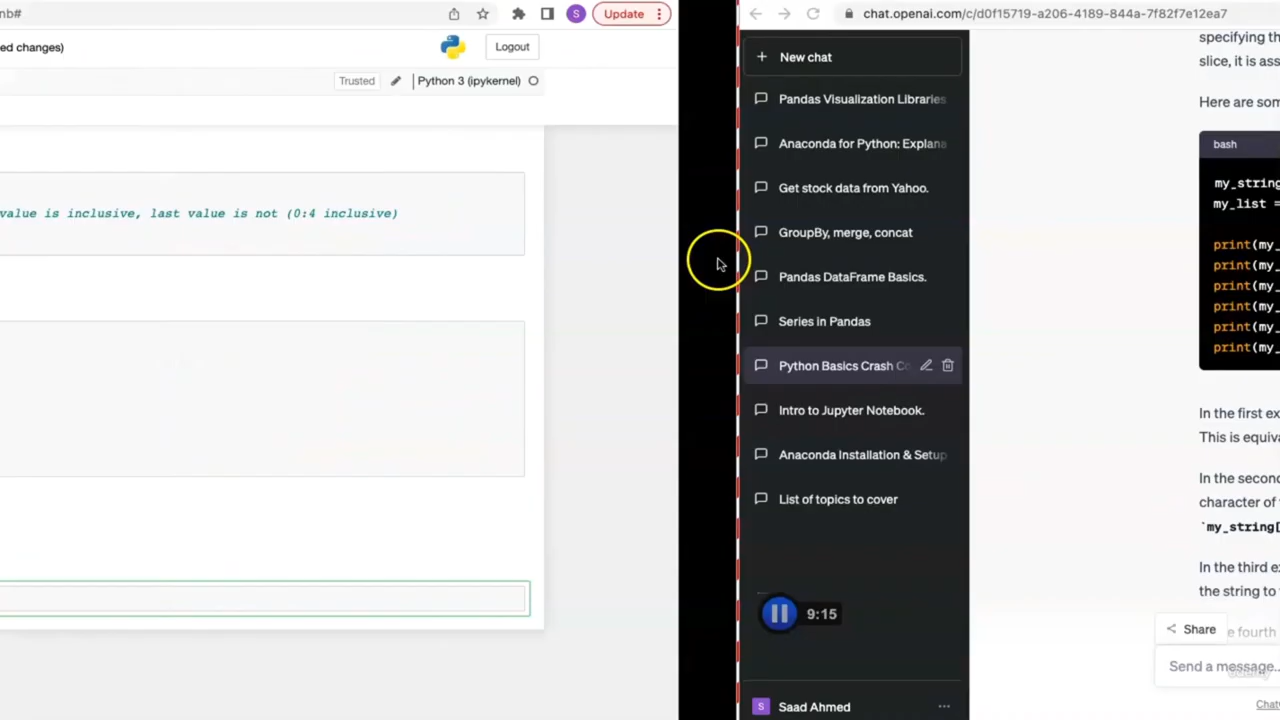 nb#
Update
ed changes)
Logout
Trusted
Python 3 (ipykernel)
value is inclusive, last value is not (0:4 inclusive)
9:15
chat.openai.com/c/d0f15719-a206-4189-844a-7f82f7e12ea7
New chat
Pandas Visualization Libraries
Anaconda for Python: Explana
Get stock data from Yahoo.
GroupBy, merge, concat
Pandas DataFrame Basics.
Series in Pandas
Python Basics Crash Co
Intro to Jupyter Notebook.
Anaconda Installation & Setup
List of topics to cover
S Saad Ahmed
specifying th
slice, it is ass
Here are som
bash
my_string
my_list =
print(my_
print(my_
print(my_
print(my_
print(my_
print(my_
In the first ex
This is equiva
In the second
character of
`my_string[
In the third ex
the string to
Share
e fourth
Send a message..
Chat